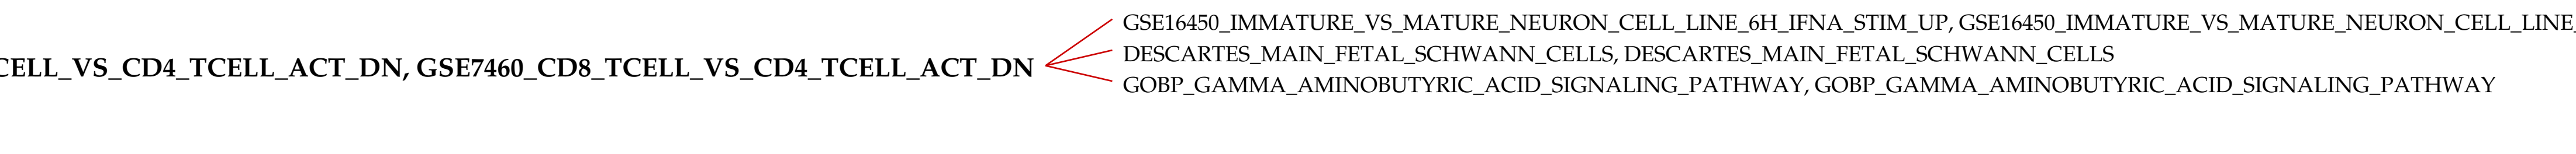 GSE16450_IMMATURE_VS_MATURE_NEURON_CELL_LINE_6H_IFNA_STIM_UP, GSE16450_IMMATURE_VS_MATURE_NEURON_CELL_LINE_
DESCARTES_MAIN_FETAL_SCHWANN_CELLS, DESCARTES_MAIN_FETAL_SCHWANN_CELLS
CELL_VS_CD4_TCELL_ACT_DN, GSE7460_CD8_TCELL_VS_CD4_TCELL_ACT_DN
GOBP_GAMMA_AMINOBUTYRIC_ACID_SIGNALING_PATHWAY, GOBP_GAMMA_AMINOBUTYRIC_ACID_SIGNALING_PATHWAY